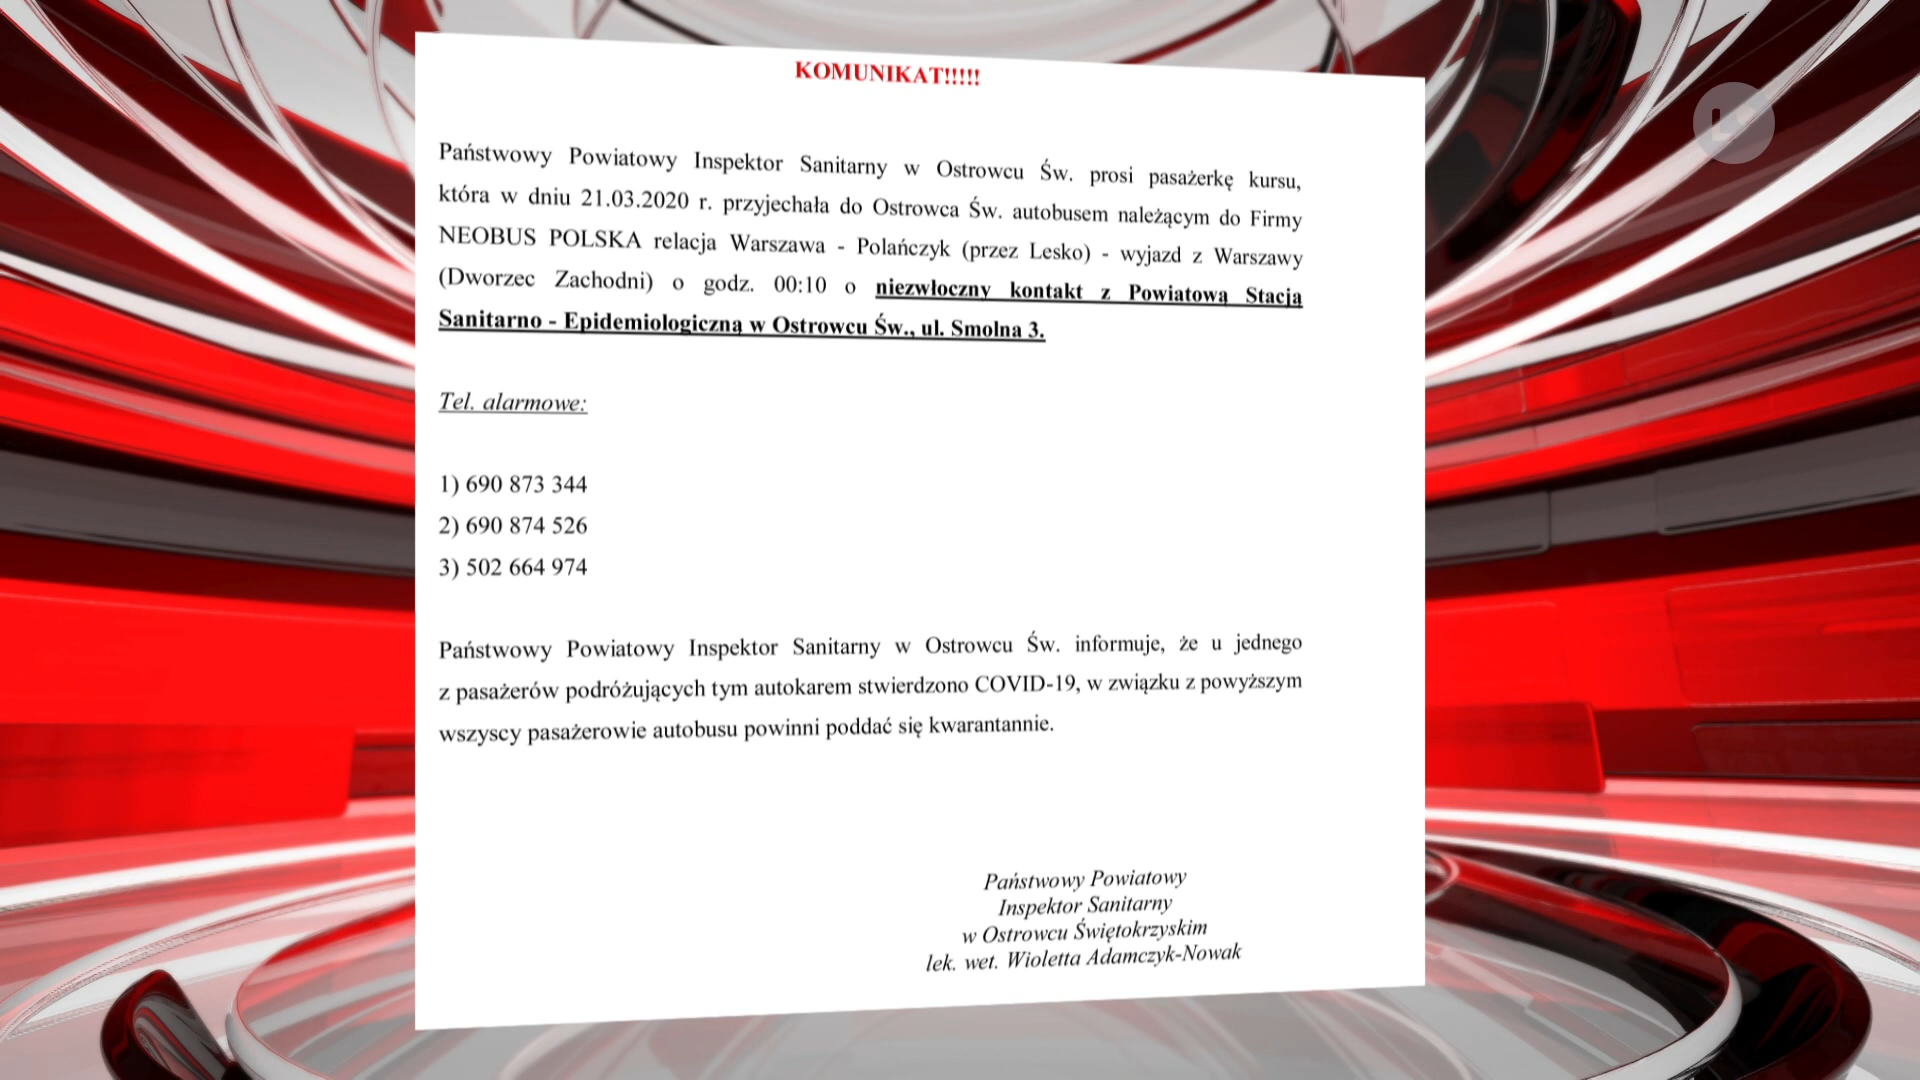 KOMUNIKAT!!!!!
Państwowy Powiatowy Inspektor Sanitarny w Ostrowcu Św. prosi pasażerkę kursu,
która w dniu 21.03.2020 r. przyjechała do Ostrowca Św. autobusem należącym do Firmy
NEOBUS POLSKA relacja Warszawa - Polańczyk (przez Lesko) - wyjazd z Warszawy
(Dworzec Zachodni) o godz. 00:10 o niezwłoczny kontakt z Powiatową Stacją
Sanitarno - Epidemiologiczną w Ostrowcu Św., ul. Smolna 3.
Tel. alarmowe:
1) 690 873 344
2) 690 874 526
3) 502 664 974
Państwowy Powiatowy Inspektor Sanitarny w Ostrowcu Św. informuje, że u jednego
z pasażerów podróżujących tym autokarem stwierdzono COVID-19, w związku z powyższym
wszyscy pasażerowie autobusu powinni poddać się kwarantannie.
Państwowy Powiatowy
Inspektor Sanitarny
w Ostrowcu Świętokrzyskim
lek. wet. Wioletta Adamczyk-Nowak